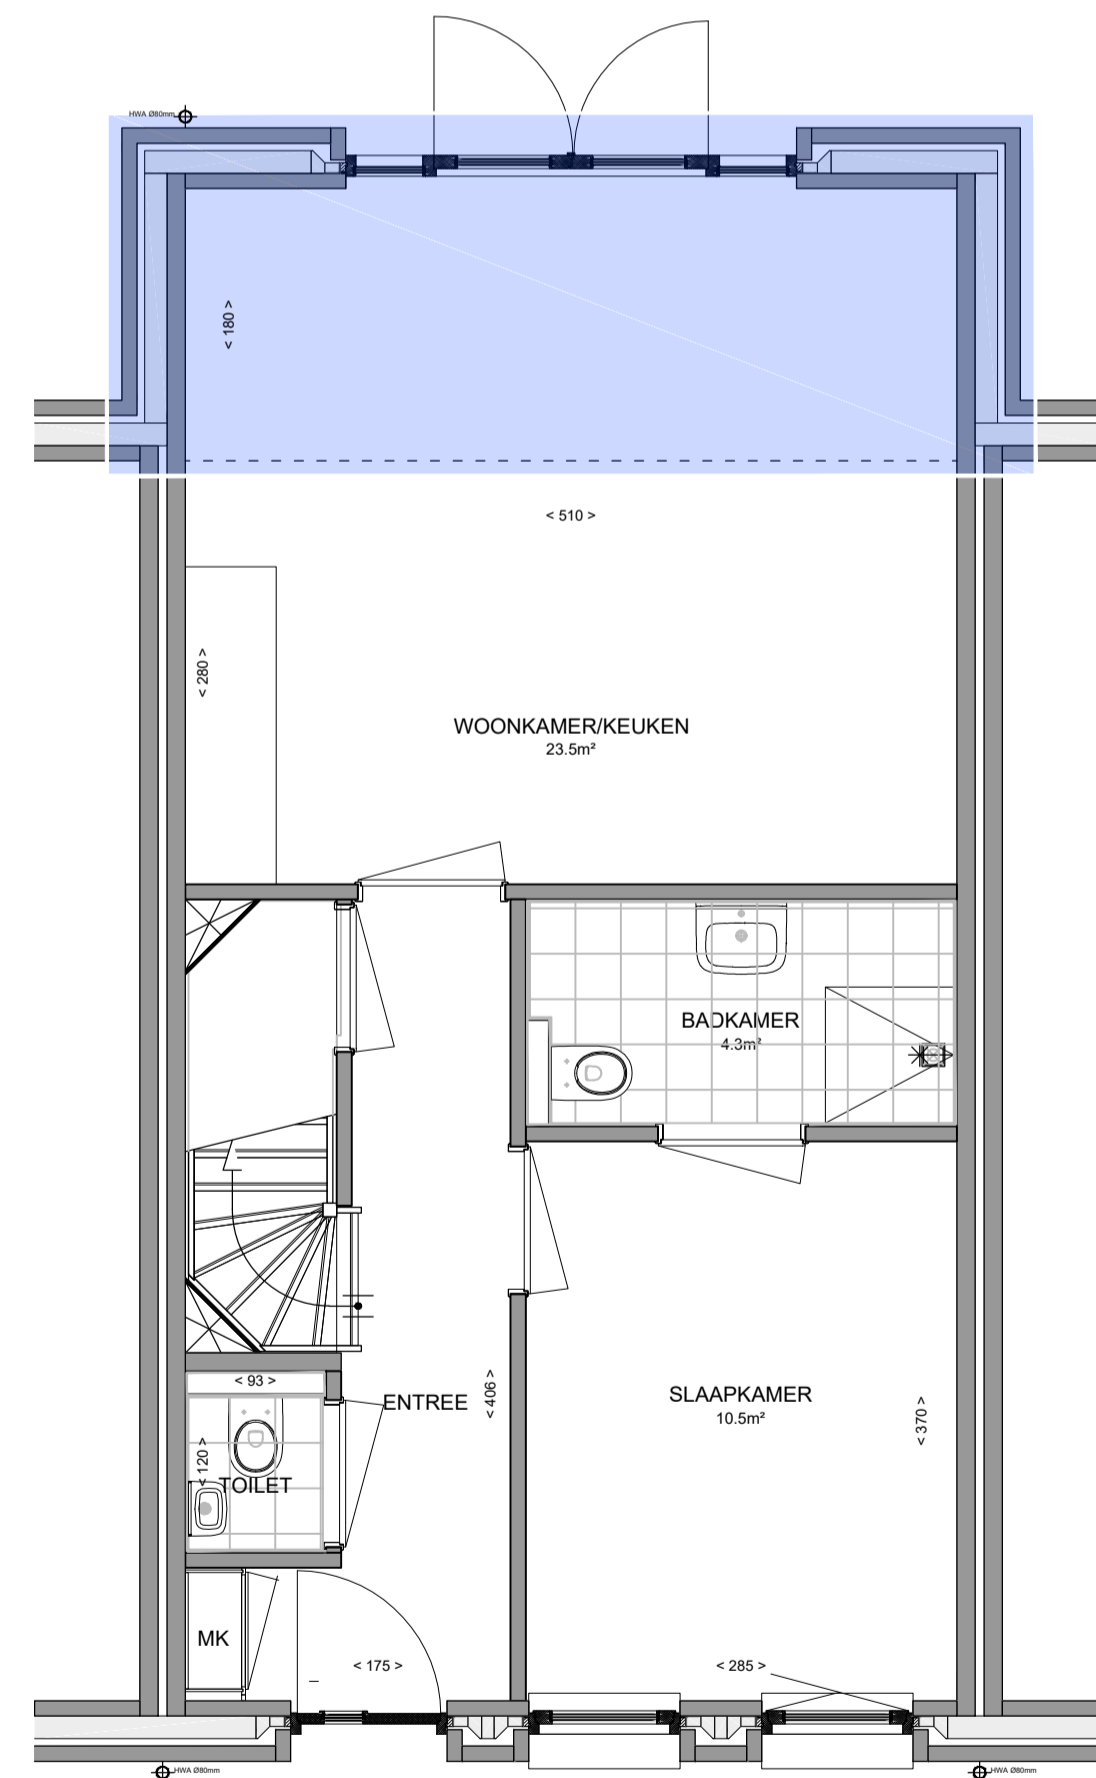 HWA Ø80mm
< 180 >
< 510 >
< 280 >
WOONKAMER/KEUKEN
23.5m²
BADKAMER
4.3m²
< 93 >
ENTREE
< 406 >
SLAAPKAMER
10.5m²
< 370 >
< 120 >
TOILET
MK
< 175 >
< 285 >
HWA Ø80mm
HWA Ø80mm